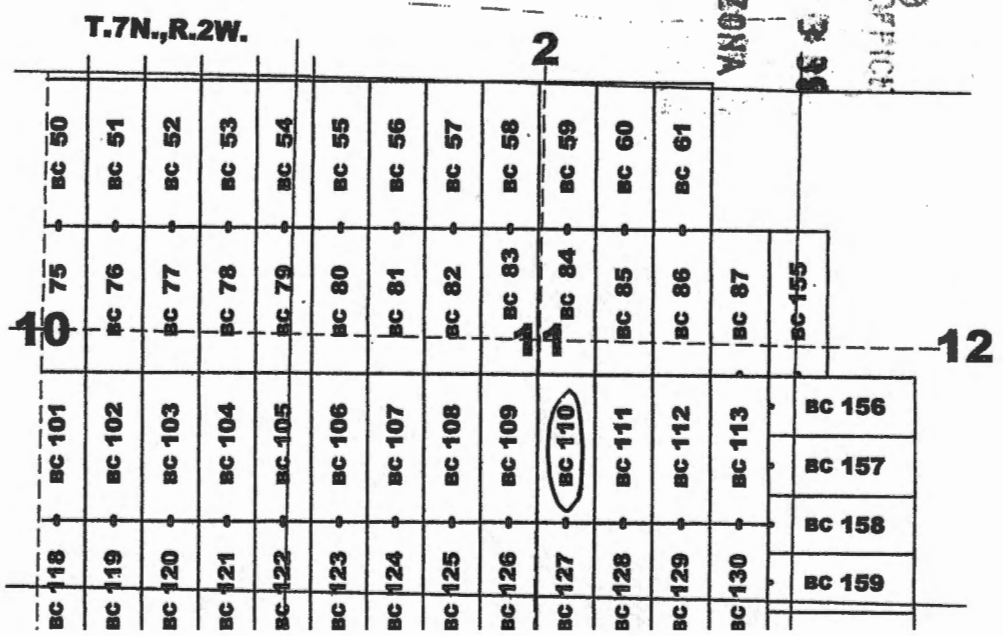 T.7N.,R.2W.
2
BC 50
BC 51
BC 52
BC 53
BC 54
BC 55
BC 56
BC 57
BC 58
BC 59
BC 60
BC 61
BC 75
BC 76
BC 77
BC 78
BC 79
BC 80
BC 81
BC 82
BC 83
BC 84
BC 85
BC 86
BC 87
BC 155
10
11
12
BC 101
BC 102
BC 103
BC 104
BC 105
BC 106
BC 107
BC 108
BC 109
BC 110
BC 111
BC 112
BC 113
BC 156
BC 157
BC 158
BC 159
BC 118
BC 119
BC 120
BC 121
BC 122
BC 123
BC 124
BC 125
BC 126
BC 127
BC 128
BC 129
BC 130